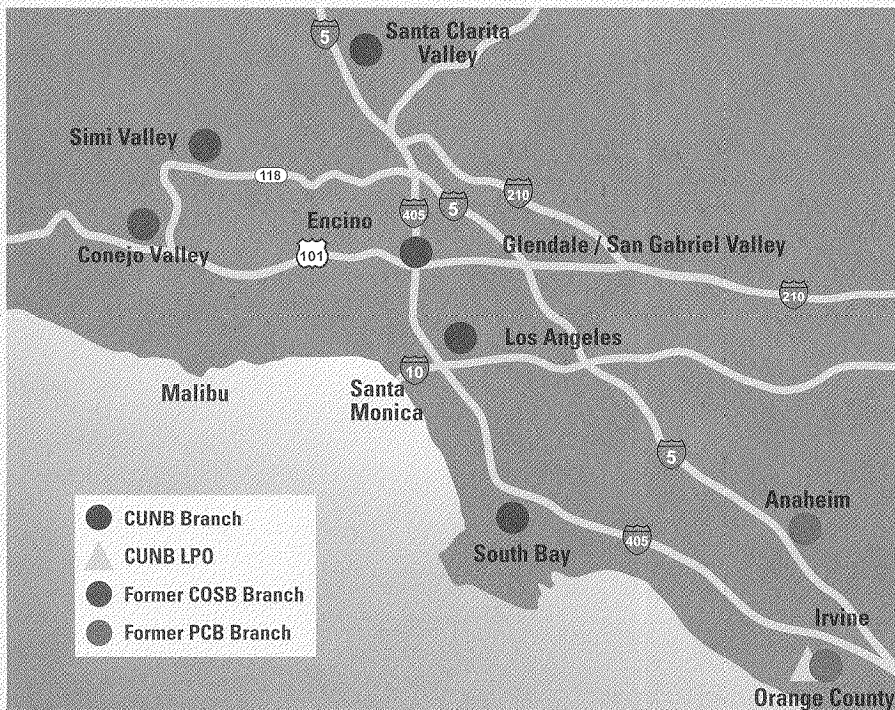 5
Santa Clarita
Valley
Simi Valley
118
210
405
5
Encino
Glendale / San Gabriel Valley
Conejo Valley
101
210
Los Angeles
10
Malibu
Santa
Monica
5
Anaheim
CUNB Branch
CUNB LPO
Former COSB Branch
Former PCB Branch
South Bay
405
Irvine
Orange County